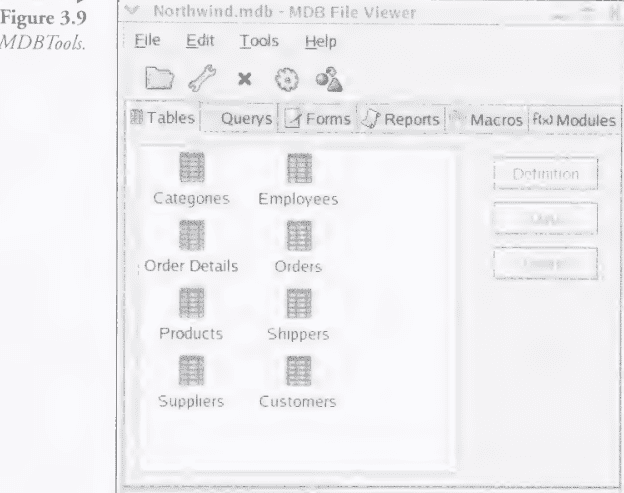 Figure 3.9
MDBTools.
Northwind.mdb - MDB File Viewer
File Edit Tools Help
Tables Querys Forms Reports Macros f(x) Modules
Definition
Categories Employees
Order Details Orders
Products Shippers
Suppliers Customers